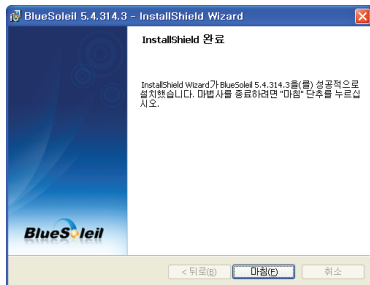 BlueSoleil 5.4.314.3 - InstallShield Wizard
InstallShield 완료
InstallShield Wizard가 BlueSoleil 5.4.314.3을(를) 성공적으로
설치했습니다. 마법사를 종료하려면 "마침" 단추를 누르십
시오.
BlueSoleil
< 뒤로(B) 마침(F) 취소